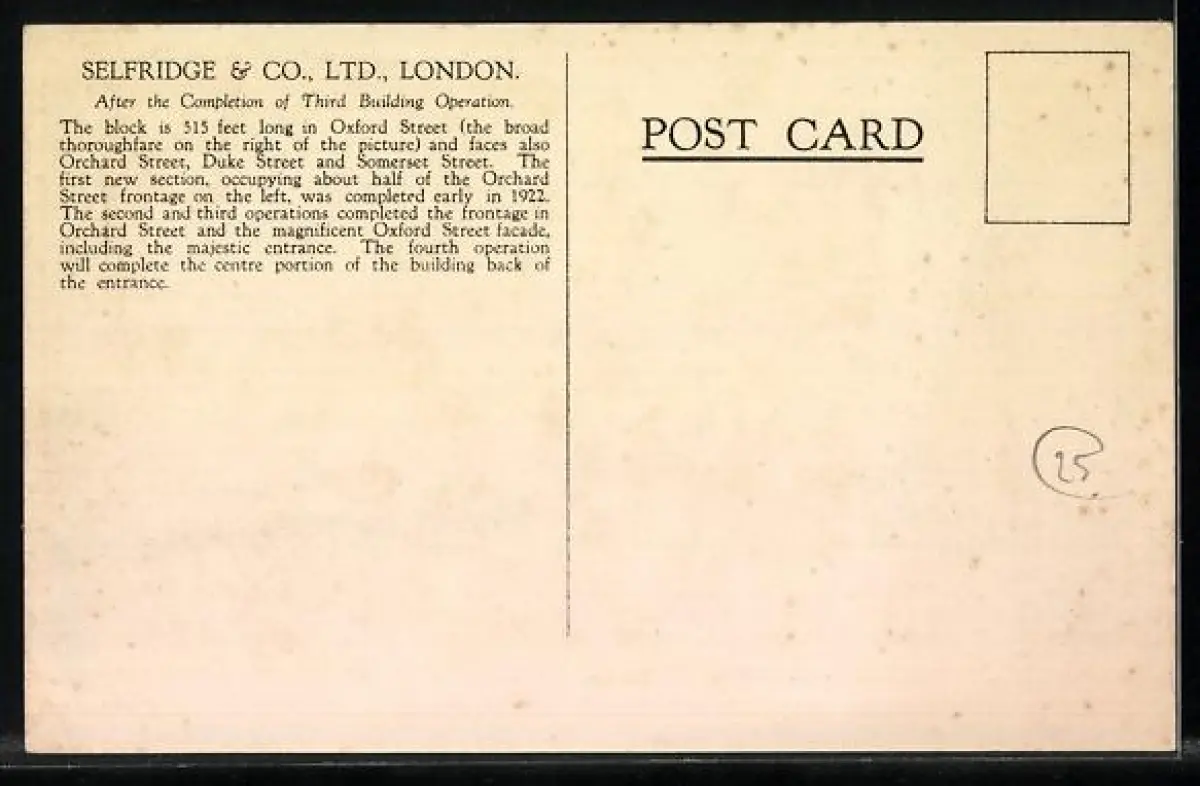 SELFRIDGE & CO., LTD., LONDON.
After the Completion of Third Building Operation.
The block is 515 feet long in Oxford Street (the broad
thoroughfare on the right of the picture) and faces also
Orchard Street, Duke Street and Somerset Street. The
first new section, occupying about half of the Orchard
Street frontage on the left, was completed early in 1922.
The second and third operations completed the frontage in
Orchard Street and the magnificent Oxford Street facade,
including the majestic entrance. The fourth operation
will complete the centre portion of the building back of
the entrance.
POST CARD
25